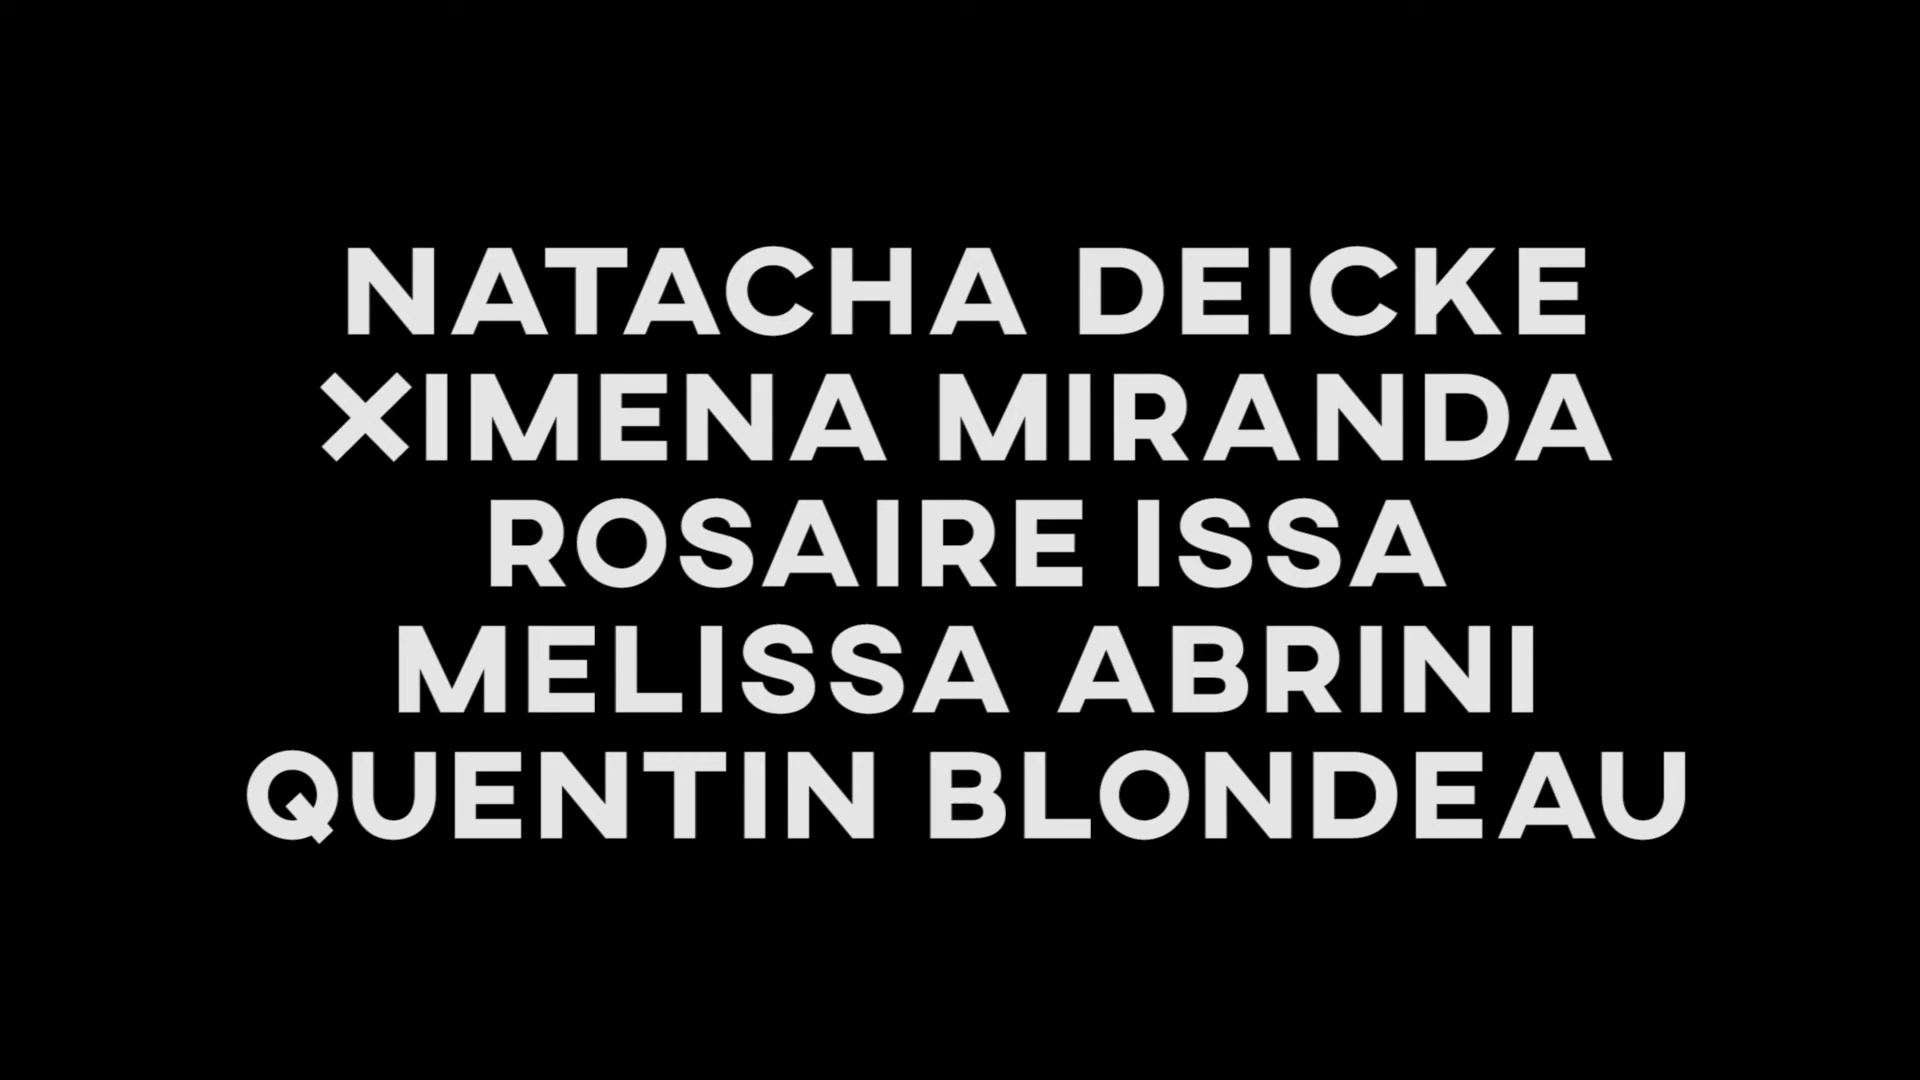 NATACHA DEICKE
XIMENA MIRANDA
ROSAIRE ISSA
MELISSA ABRINI
QUENTIN BLONDEAU